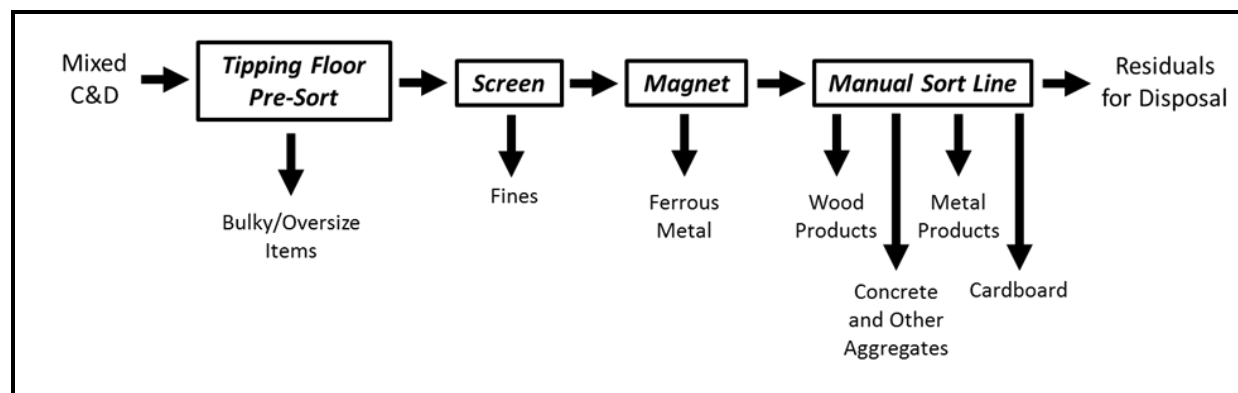 Mixed
C&D
Tipping Floor
Pre-Sort
Screen
Magnet
Manual Sort Line
Residuals
for Disposal
Bulky/Oversize
Items
Fines
Ferrous
Metal
Wood
Products
Concrete
and Other
Aggregates
Metal
Products
Cardboard